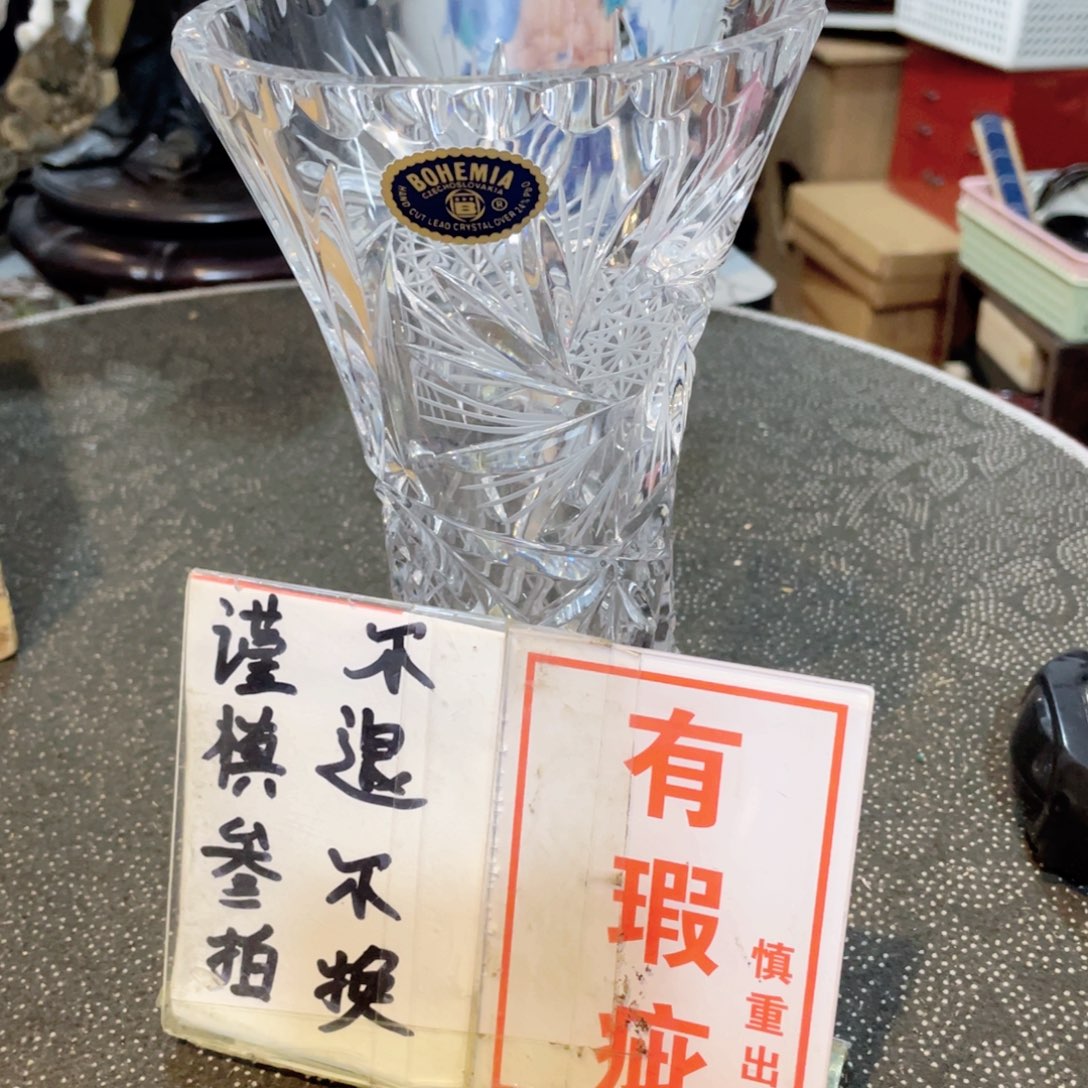 BOHEMIA
CZECHOSLOVAKIA
B ®
HAND CUT LEAD CRYSTAL OVER 24% PbO
不退不換
謹慎叁拍
有瑕疵
慎重出